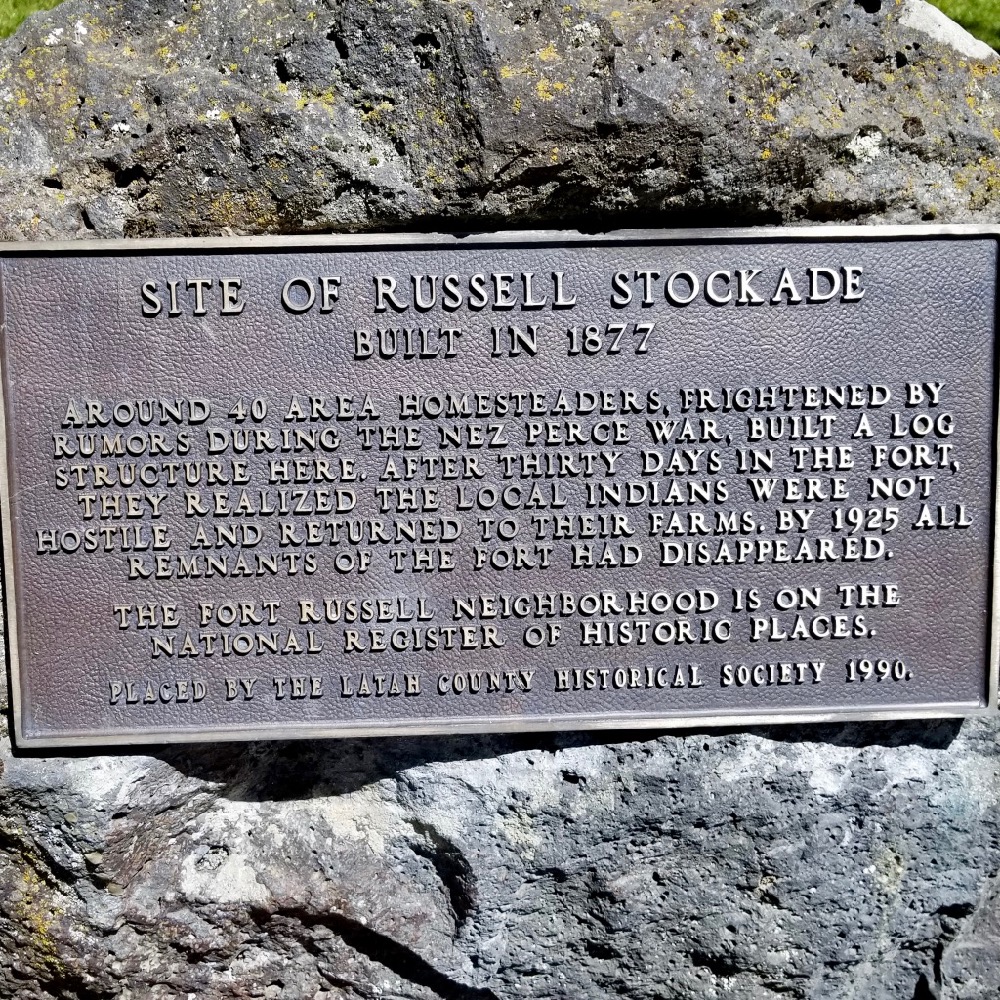 SITE OF RUSSELL STOCKADE
BUILT IN 1877
AROUND 40 AREA HOMESTEADERS, FRIGHTENED BY
RUMORS DURING THE NEZ PERCE WAR, BUILT A LOG
STRUCTURE HERE. AFTER THIRTY DAYS IN THE FORT,
THEY REALIZED THE LOCAL INDIANS WERE NOT
HOSTILE AND RETURNED TO THEIR FARMS. BY 1925 ALL
REMNANTS OF THE FORT HAD DISAPPEARED.
THE FORT RUSSELL NEIGHBORHOOD IS ON THE
NATIONAL REGISTER OF HISTORIC PLACES.
PLACED BY THE LATAH COUNTY HISTORICAL SOCIETY 1990.